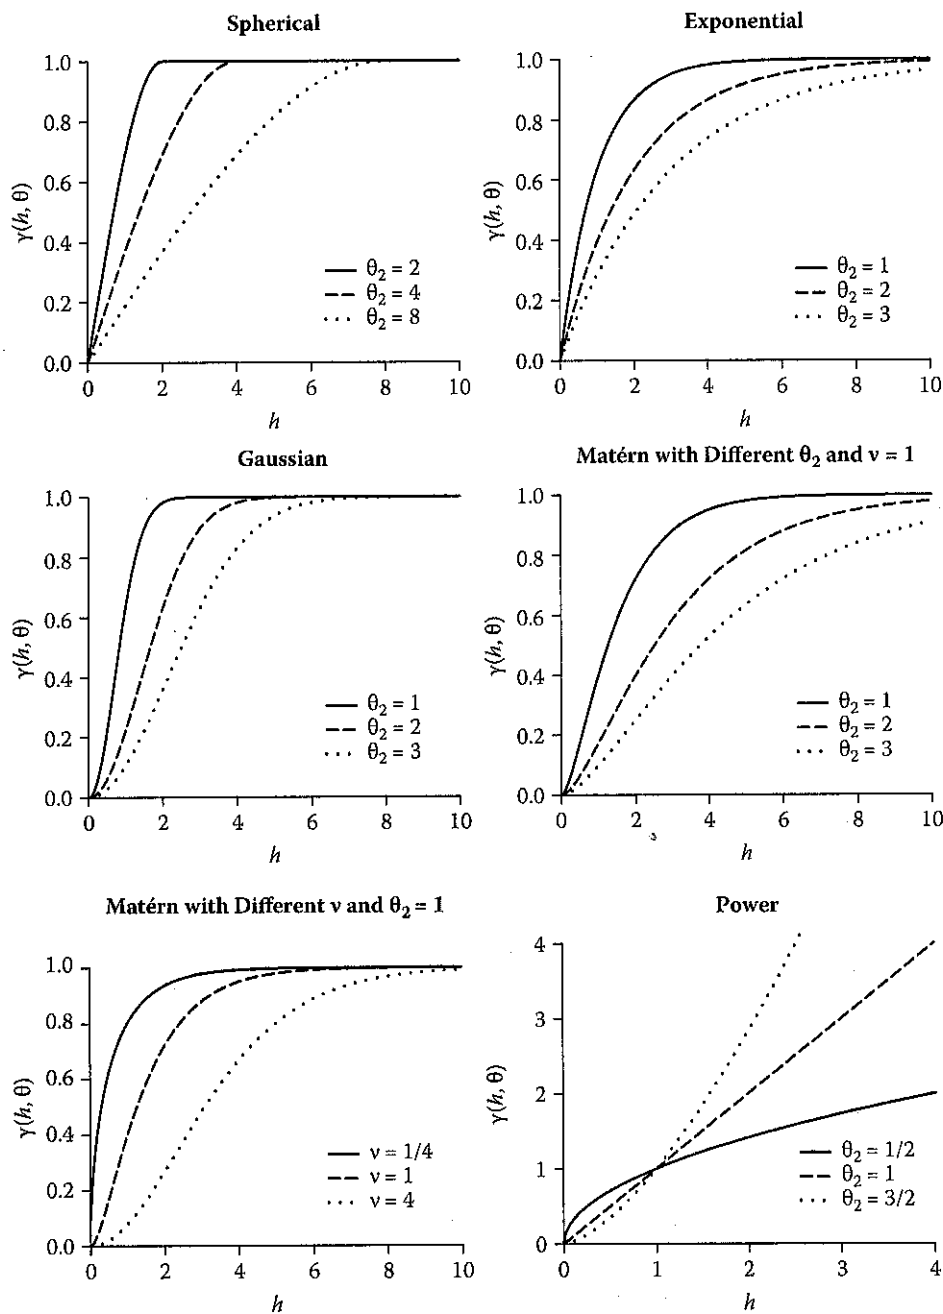 Spherical
γ(h, θ)
1.0
0.8
0.6
0.4
0.2
0.0
θ₂ = 2
θ₂ = 4
θ₂ = 8
0 2 4 6 8 10
h
Exponential
γ(h, θ)
1.0
0.8
0.6
0.4
0.2
0.0
θ₂ = 1
θ₂ = 2
θ₂ = 3
0 2 4 6 8 10
h
Gaussian
γ(h, θ)
1.0
0.8
0.6
0.4
0.2
0.0
θ₂ = 1
θ₂ = 2
θ₂ = 3
0 2 4 6 8 10
h
Matérn with Different θ₂ and ν = 1
γ(h, θ)
1.0
0.8
0.6
0.4
0.2
0.0
θ₂ = 1
θ₂ = 2
θ₂ = 3
0 2 4 6 8 10
h
Matérn with Different ν and θ₂ = 1
γ(h, θ)
1.0
0.8
0.6
0.4
0.2
0.0
ν = 1/4
ν = 1
ν = 4
0 2 4 6 8 10
h
Power
γ(h, θ)
4
3
2
1
0
θ₂ = 1/2
θ₂ = 1
θ₂ = 3/2
0 1 2 3 4
h